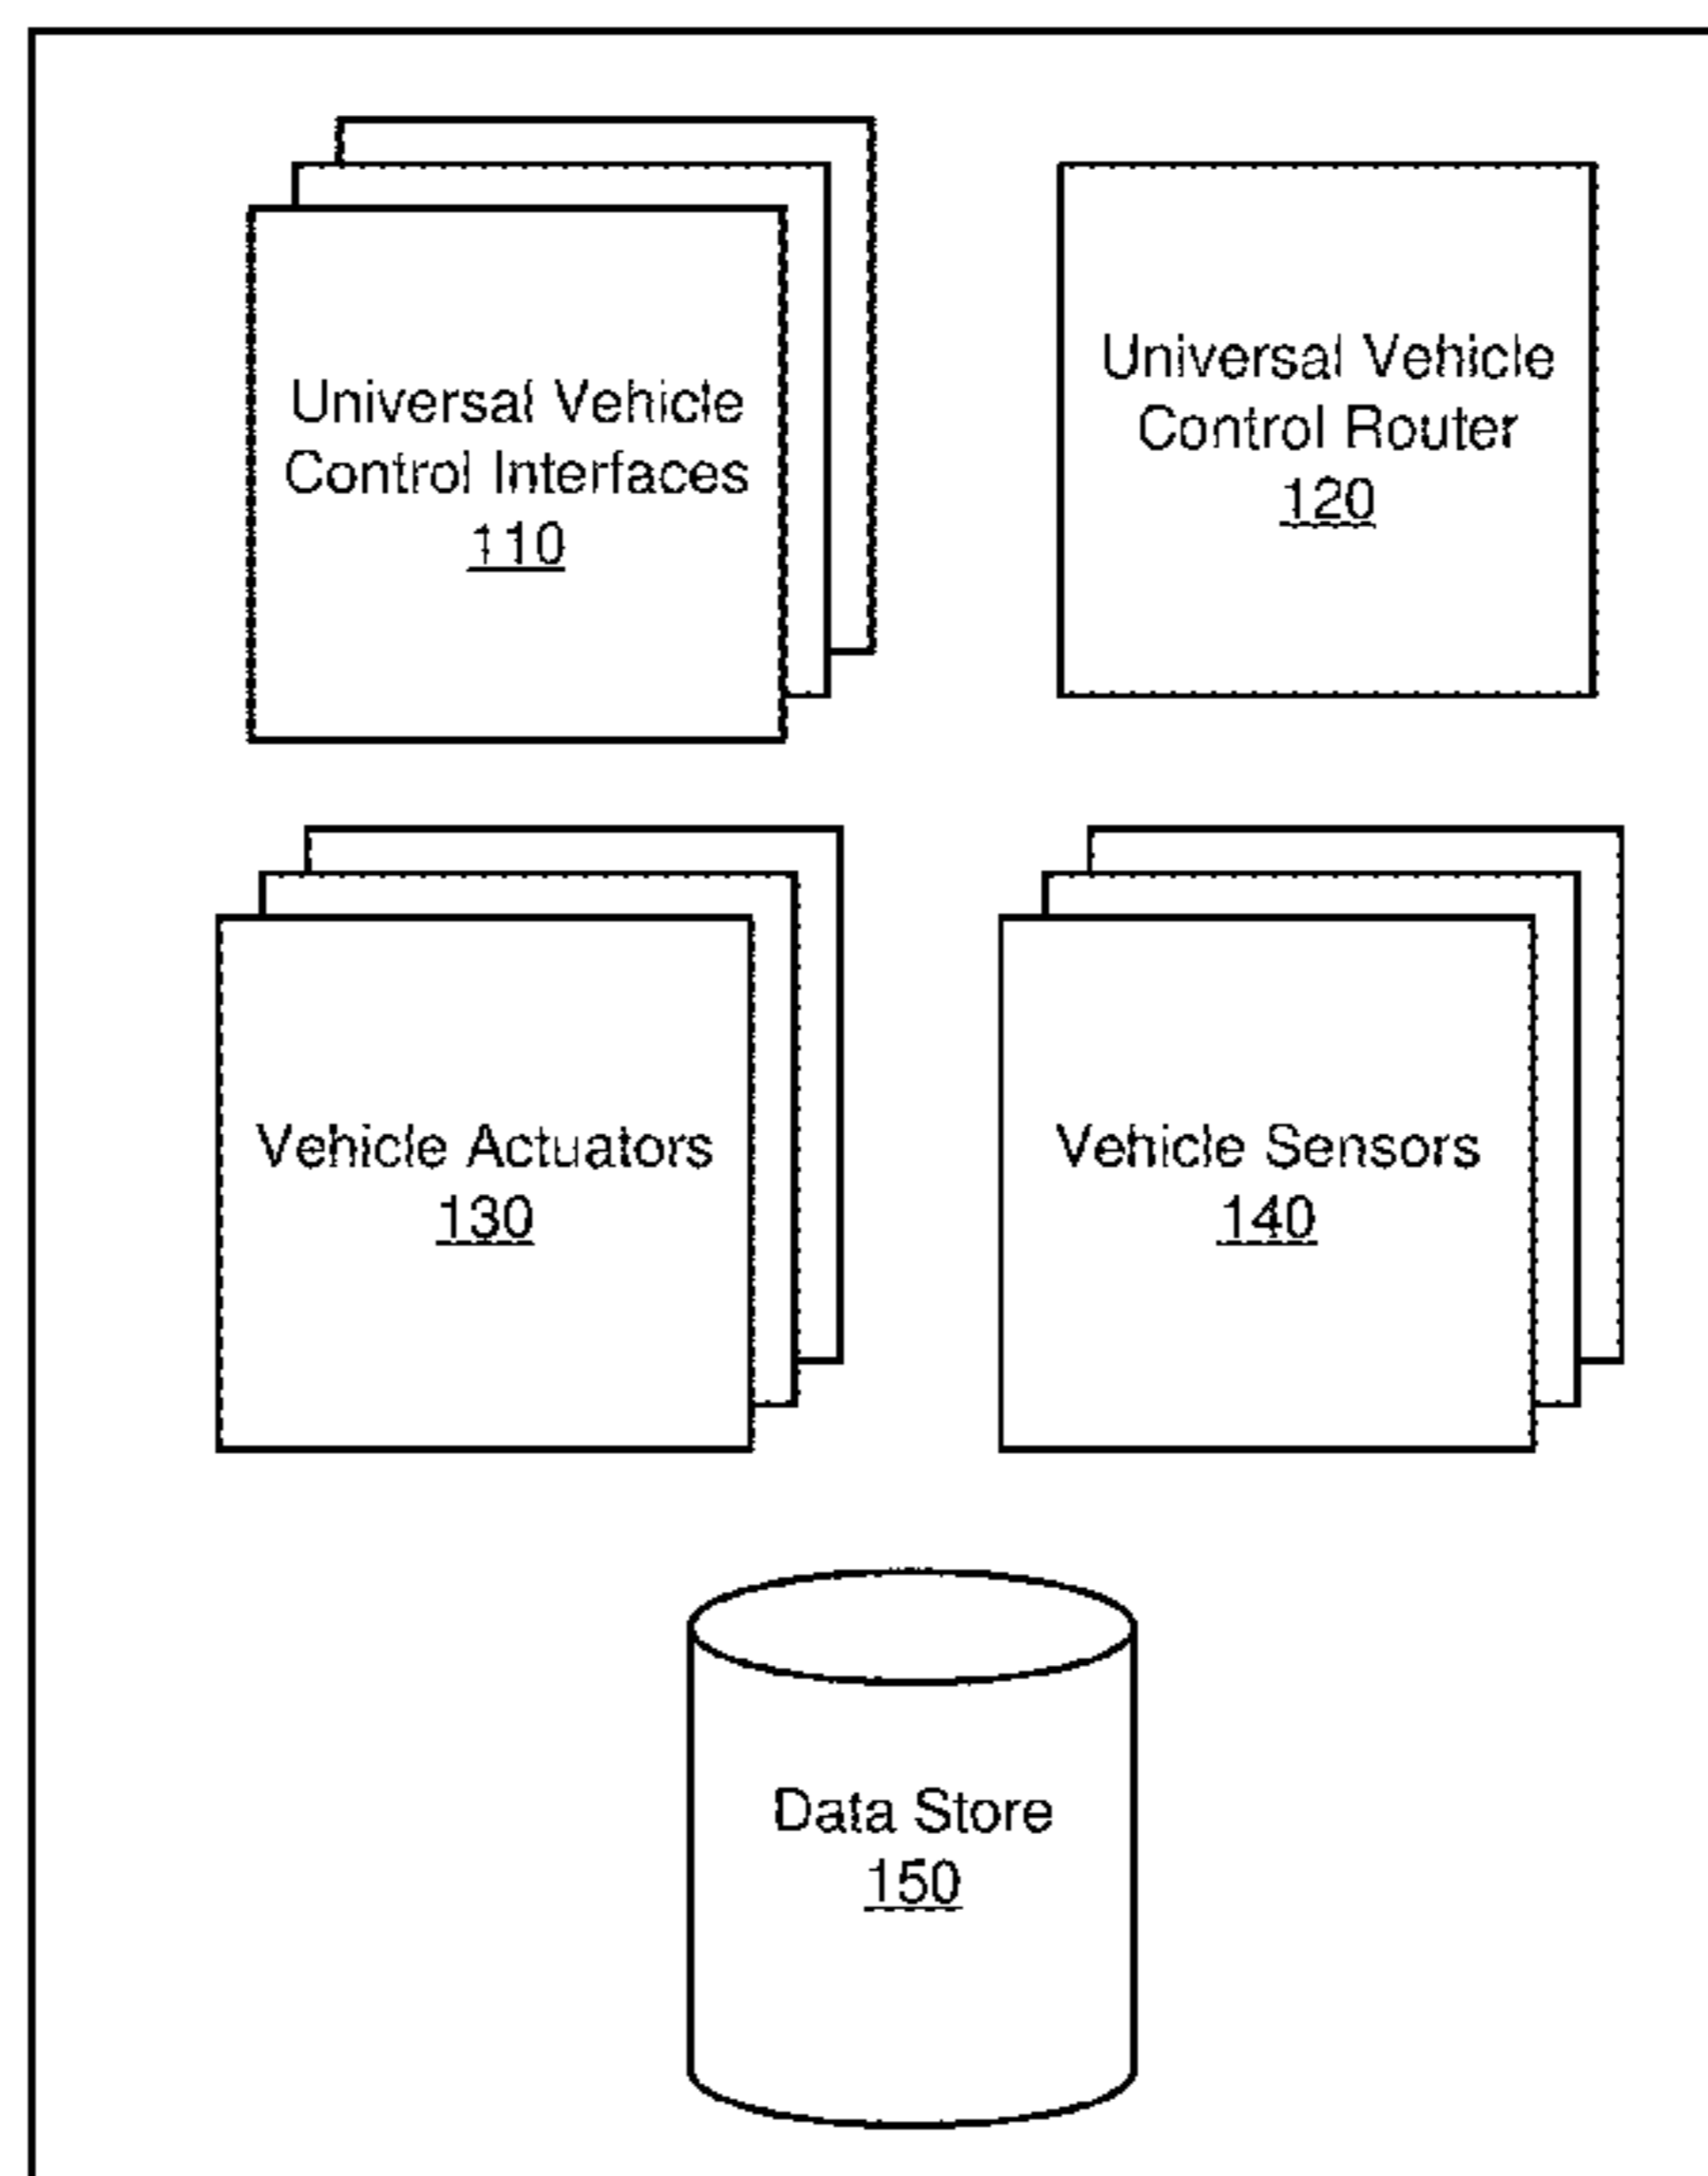 Universal Vehicle
Control Interfaces
110
Universal Vehicle
Control Router
120
Vehicle Actuators
130
Vehicle Sensors
140
Data Store
150